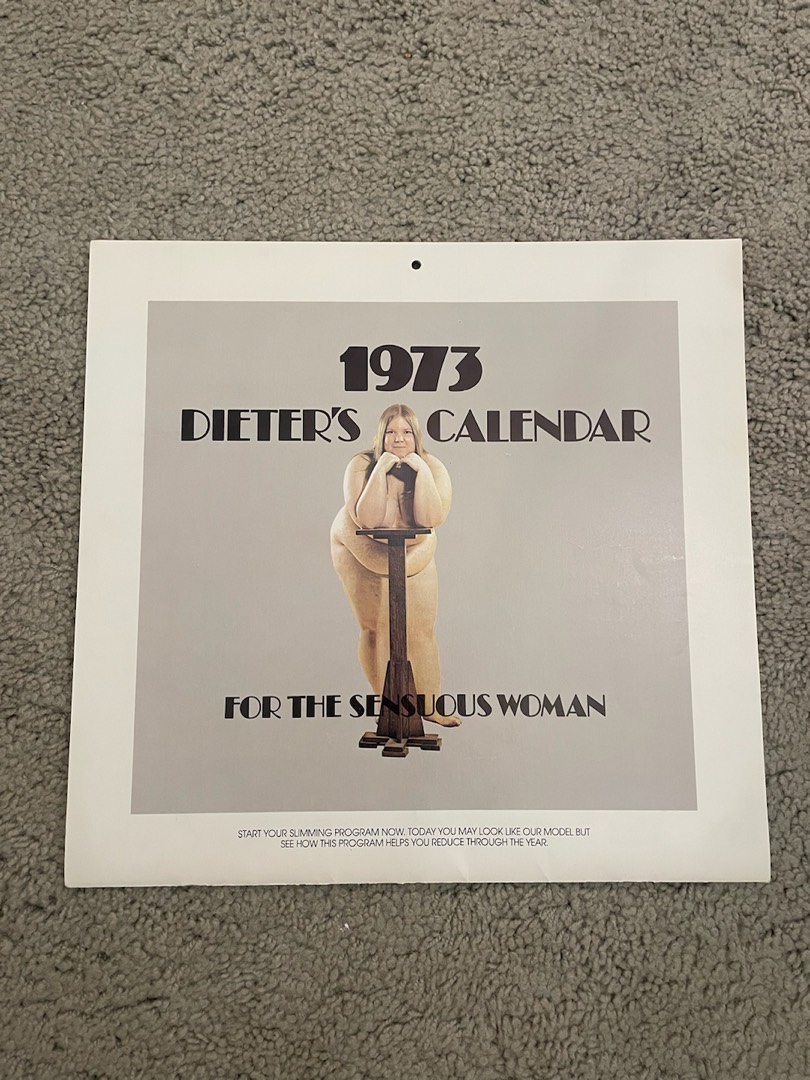 1973
DIETER'S CALENDAR
FOR THE SENSUOUS WOMAN
START YOUR SLIMMING PROGRAM NOW. TODAY YOU MAY LOOK LIKE OUR MODEL BUT
SEE HOW THIS PROGRAM HELPS YOU REDUCE THROUGH THE YEAR.